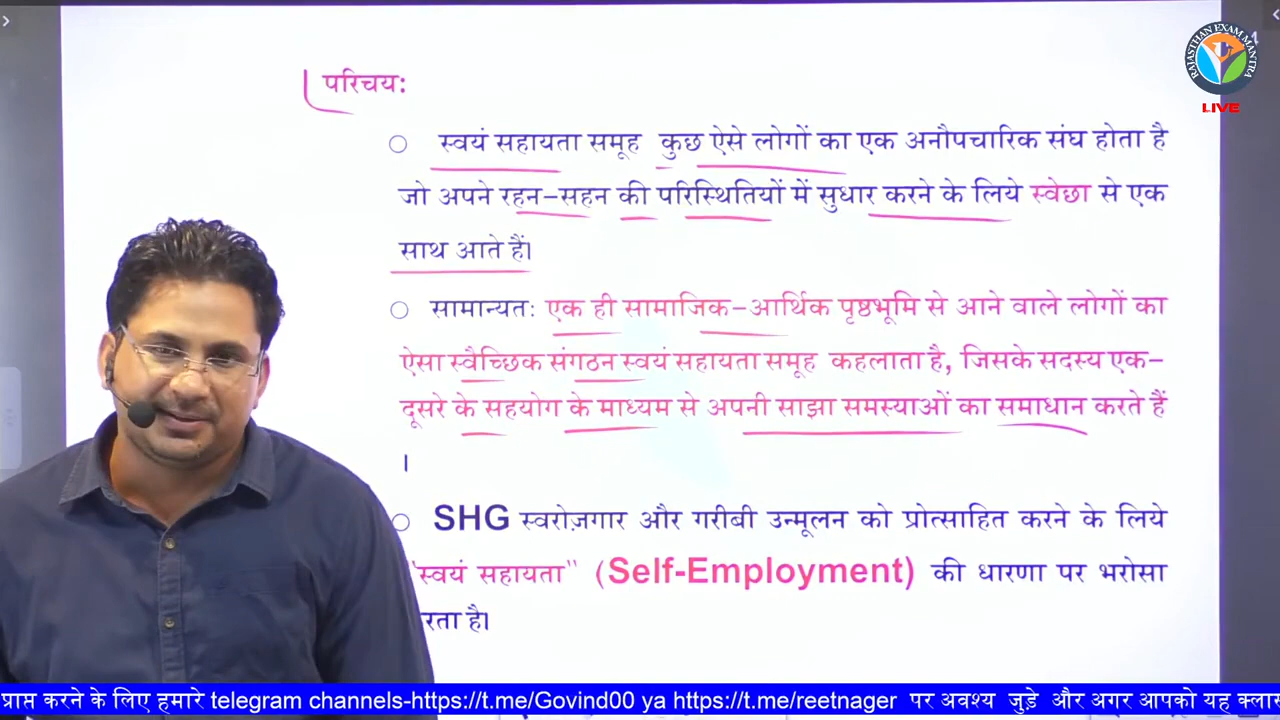 RAJASTHAN EXAM MANTRA
LIVE
परिचय:
स्वयं सहायता समूह कुछ ऐसे लोगों का एक अनौपचारिक संघ होता है
जो अपने रहन-सहन की परिस्थितियों में सुधार करने के लिये स्वेछा से एक
साथ आते हैं।
सामान्यतः एक ही सामाजिक-आर्थिक पृष्ठभूमि से आने वाले लोगों का
ऐसा स्वैच्छिक संगठन स्वयं सहायता समूह कहलाता है, जिसके सदस्य एक-
दूसरे के सहयोग के माध्यम से अपनी साझा समस्याओं का समाधान करते हैं
।
SHG स्वरोज़गार और गरीबी उन्मूलन को प्रोत्साहित करने के लिये
"स्वयं सहायता" (Self-Employment) की धारणा पर भरोसा
रता है।
प्राप्त करने के लिए हमारे telegram channels-https://t.me/Govind00 ya https://t.me/reetnager पर अवश्य जुड़े और अगर आपको यह क्लास